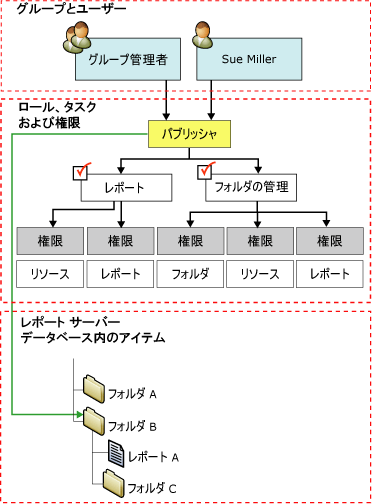 グループとユーザー
グループ管理者
Sue Miller
ロール、タスク
および権限
パブリッシャ
レポート
フォルダの管理
権限
権限
権限
権限
権限
リソース
レポート
フォルダ
リソース
レポート
レポート サーバー
データベース内のアイテム
フォルダ A
フォルダ B
レポート A
フォルダ C